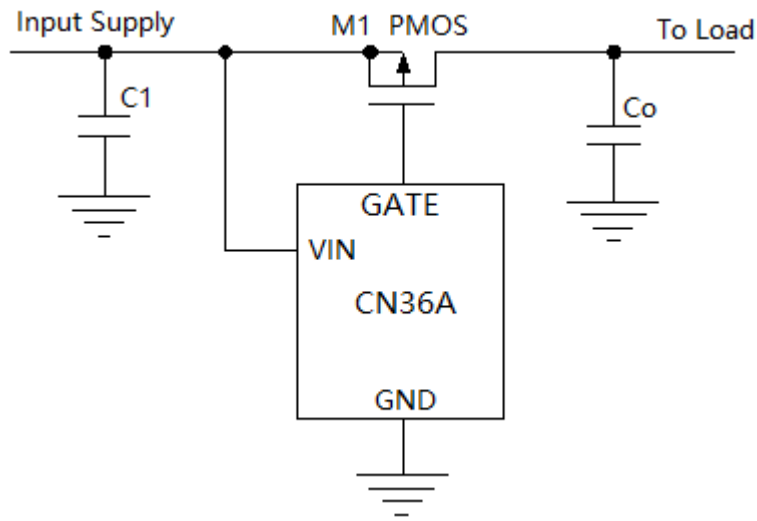 Input Supply
M1 PMOS
To Load
C1
Co
GATE
VIN
CN36A
GND